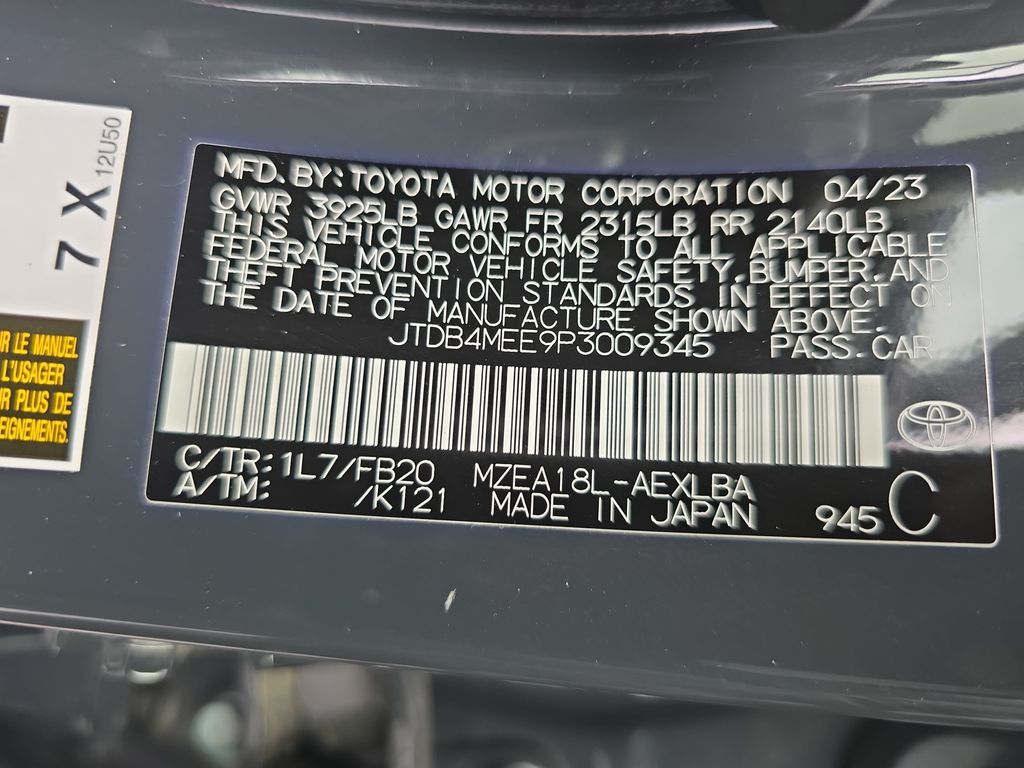 7 X 12U50
R LE MANUEL
L'USAGER
R PLUS DE
EIGNEMENTS.
MFD. BY: TOYOTA MOTOR CORPORATION 04/23
GVWR 3925LB GAWR FR 2315LB RR 2140LB
THIS VEHICLE CONFORMS TO ALL APPLICABLE
FEDERAL MOTOR VEHICLE SAFETY, BUMPER, AND
THEFT PREVENTION STANDARDS IN EFFECT ON
THE DATE OF MANUFACTURE SHOWN ABOVE.
JTDB4MEE9P3009345 PASS. CAR
C/TR: 1L7/FB20 MZEA18L-AEXLBA
A/TM: /K121 MADE IN JAPAN 945 C